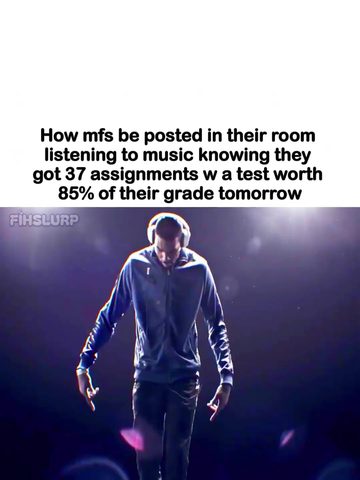 How mfs be posted in their room
listening to music knowing they
got 37 assignments w a test worth
85% of their grade tomorrow
FIHSLURP